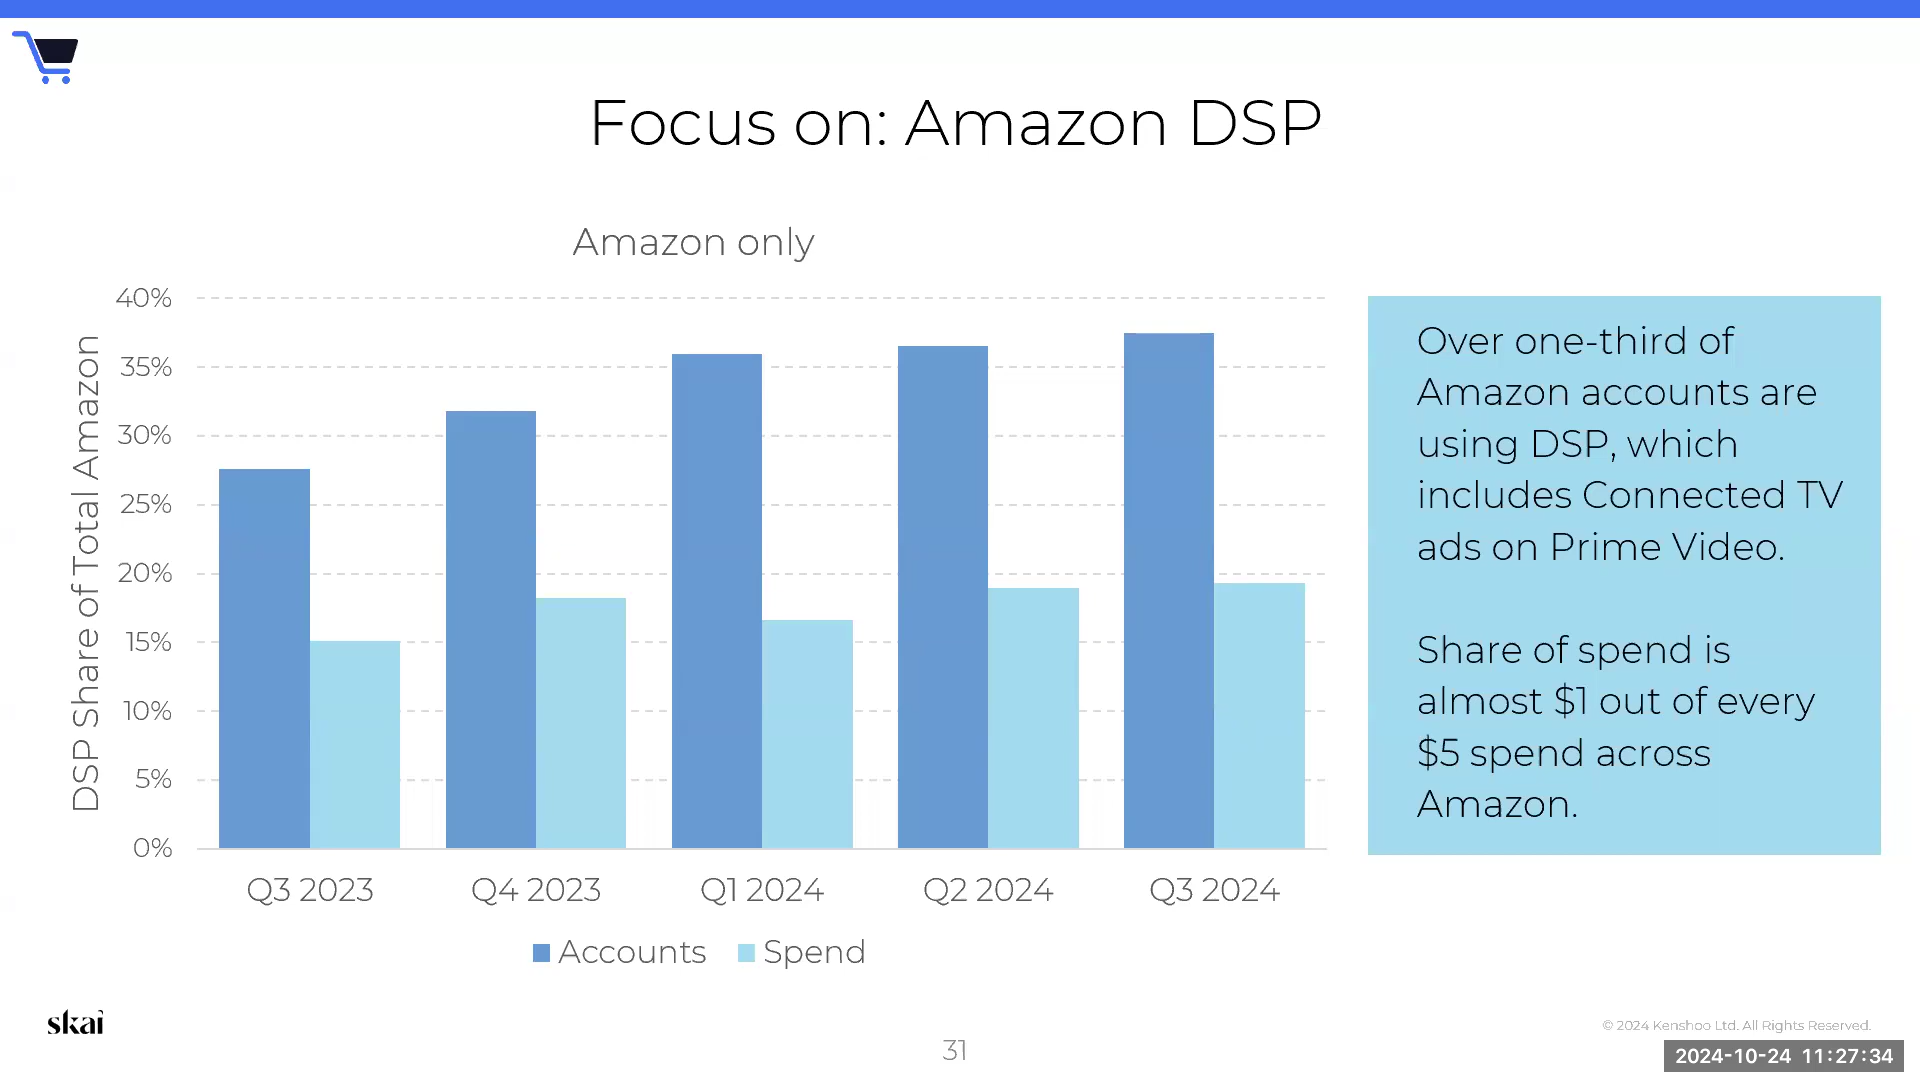 Focus on: Amazon DSP
Amazon only
DSP Share of Total Amazon
40%
35%
30%
25%
20%
15%
10%
5%
0%
Q3 2023
Q4 2023
Q1 2024
Q2 2024
Q3 2024
Accounts
Spend
Over one-third of
Amazon accounts are
using DSP, which
includes Connected TV
ads on Prime Video.
Share of spend is
almost $1 out of every
$5 spend across
Amazon.
skai
31
© 2024 Kenshoo Ltd. All Rights Reserved.
2024-10-24 11:27:34